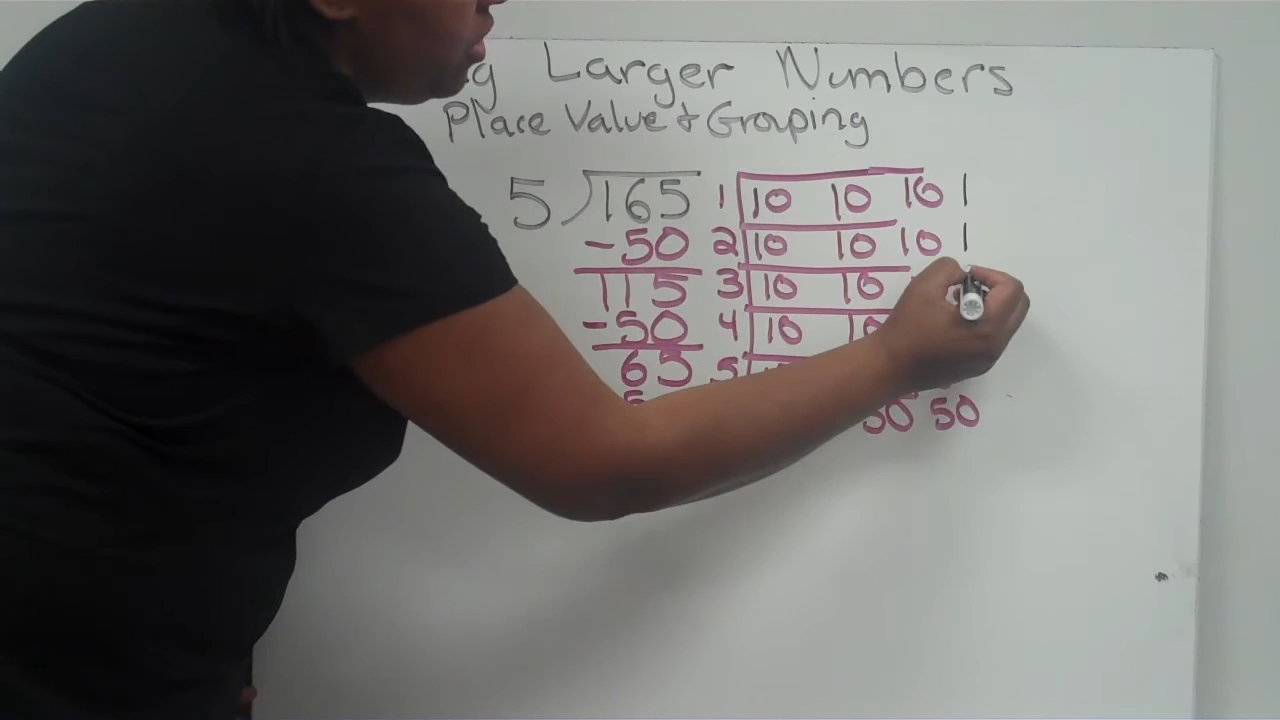 Larger Numbers
Place Value & Grouping
5 165 1 10 10 10 1
-50 2 10 10 10 1
115 3 10 10
-50 4 10 10
65 5
50 50